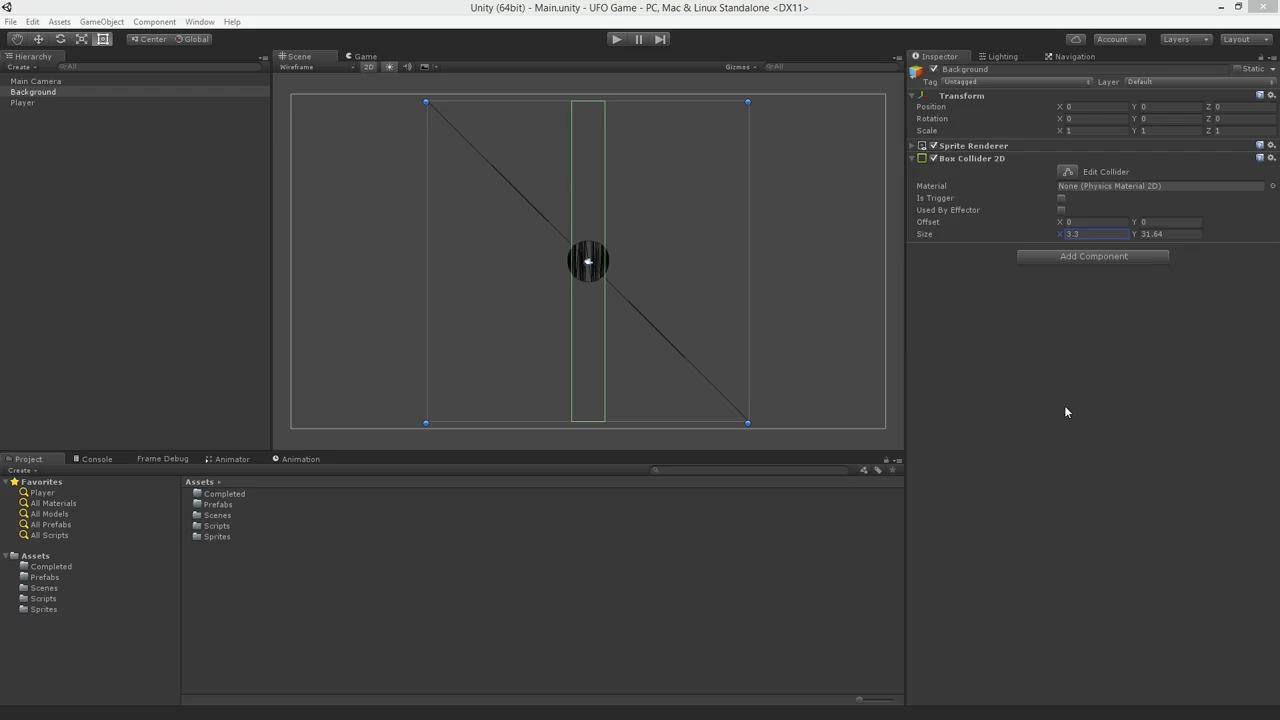 Unity (64bit) - Main.unity - UFO Game - PC, Mac & Linux Standalone <DX11>
File Edit Assets GameObject Component Window Help
Center Global Account Layers Layout
Hierarchy
Create All
Main Camera
Background
Player
Scene Game
Wireframe 2D Gizmos All
Inspector Lighting Navigation
Background Static
Tag Untagged Layer Default
Transform
Position X 0 Y 0 Z 0
Rotation X 0 Y 0 Z 0
Scale X 1 Y 1 Z 1
Sprite Renderer
Box Collider 2D
Edit Collider
Material None (Physics Material 2D)
Is Trigger
Used By Effector
Offset X 0 Y 0
Size X 3.3 Y 31.64
Add Component
Project Console Frame Debug Animator Animation
Create
Favorites
Player
All Materials
All Models
All Prefabs
All Scripts
Assets
Completed
Prefabs
Scenes
Scripts
Sprites
Assets
Completed
Prefabs
Scenes
Scripts
Sprites